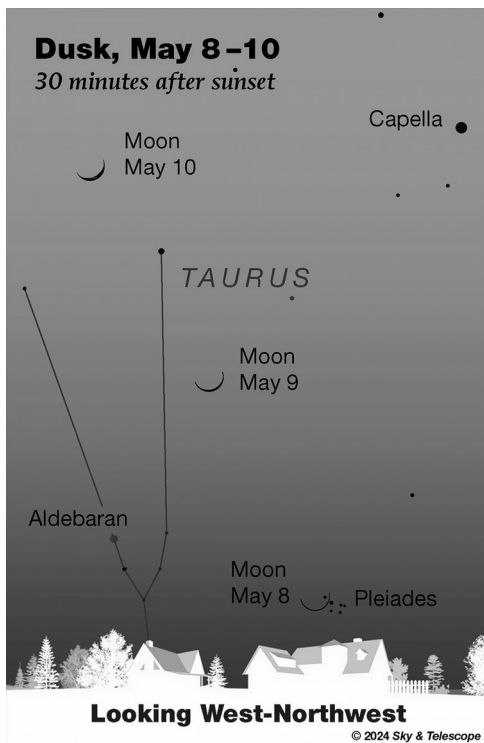 Dusk, May 8–10
30 minutes after sunset
Capella
Moon
May 10
TAURUS
Moon
May 9
Aldebaran
Moon
May 8
Pleiades
Looking West-Northwest
© 2024 Sky & Telescope